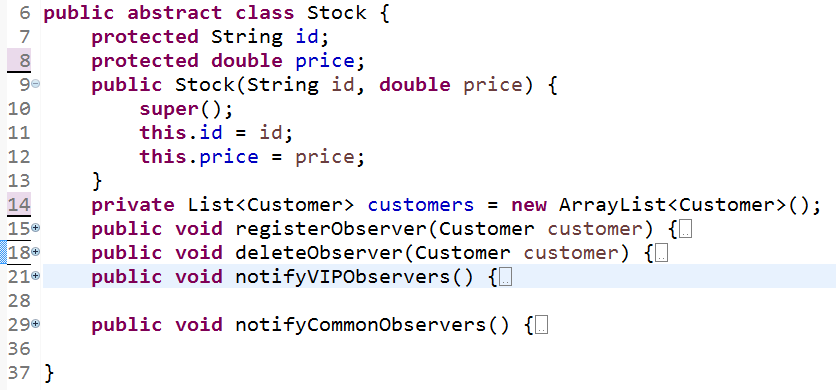 6 public abstract class Stock {
7     protected String id;
8     protected double price;
9     public Stock(String id, double price) {
10         super();
11         this.id = id;
12         this.price = price;
13     }
14     private List<Customer> customers = new ArrayList<Customer>();
15     public void registerObserver(Customer customer) {..
18     public void deleteObserver(Customer customer) {..
21     public void notifyVIPObservers() {..
28
29     public void notifyCommonObservers() {..
36
37 }